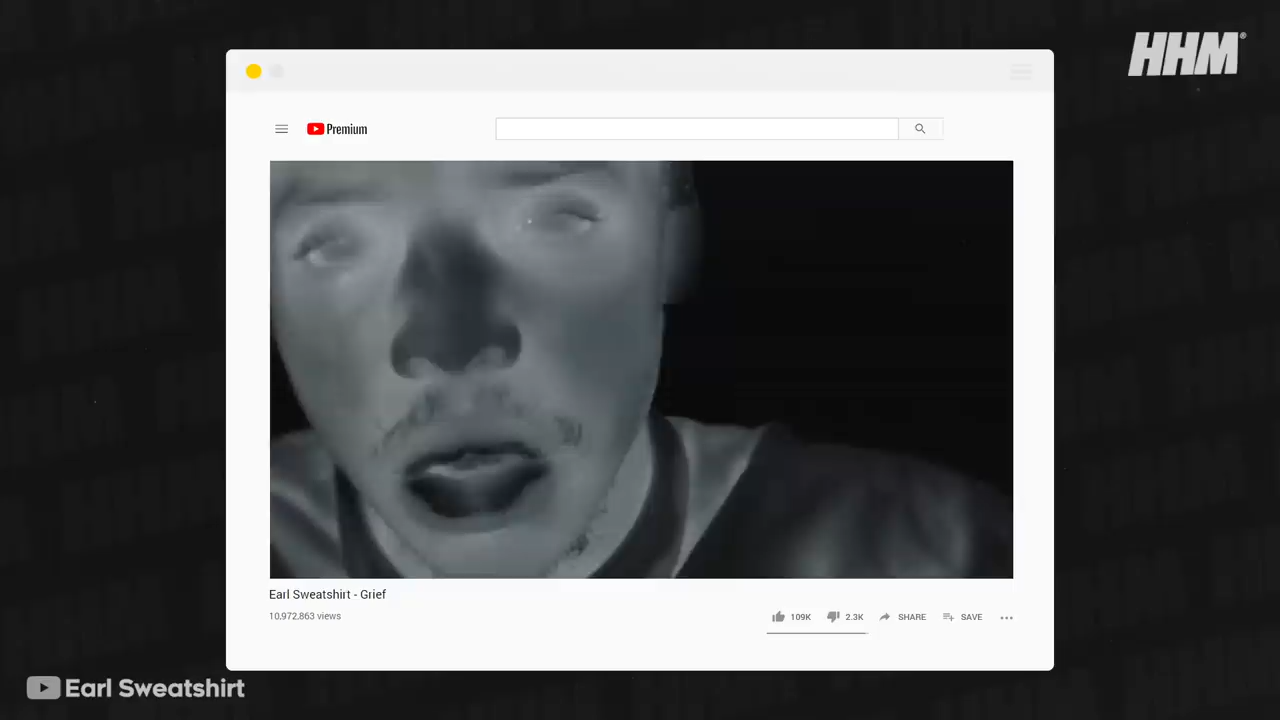 HHM®
Premium
Earl Sweatshirt - Grief
10,972,863 views
109K
2.3K
SHARE
SAVE
Earl Sweatshirt